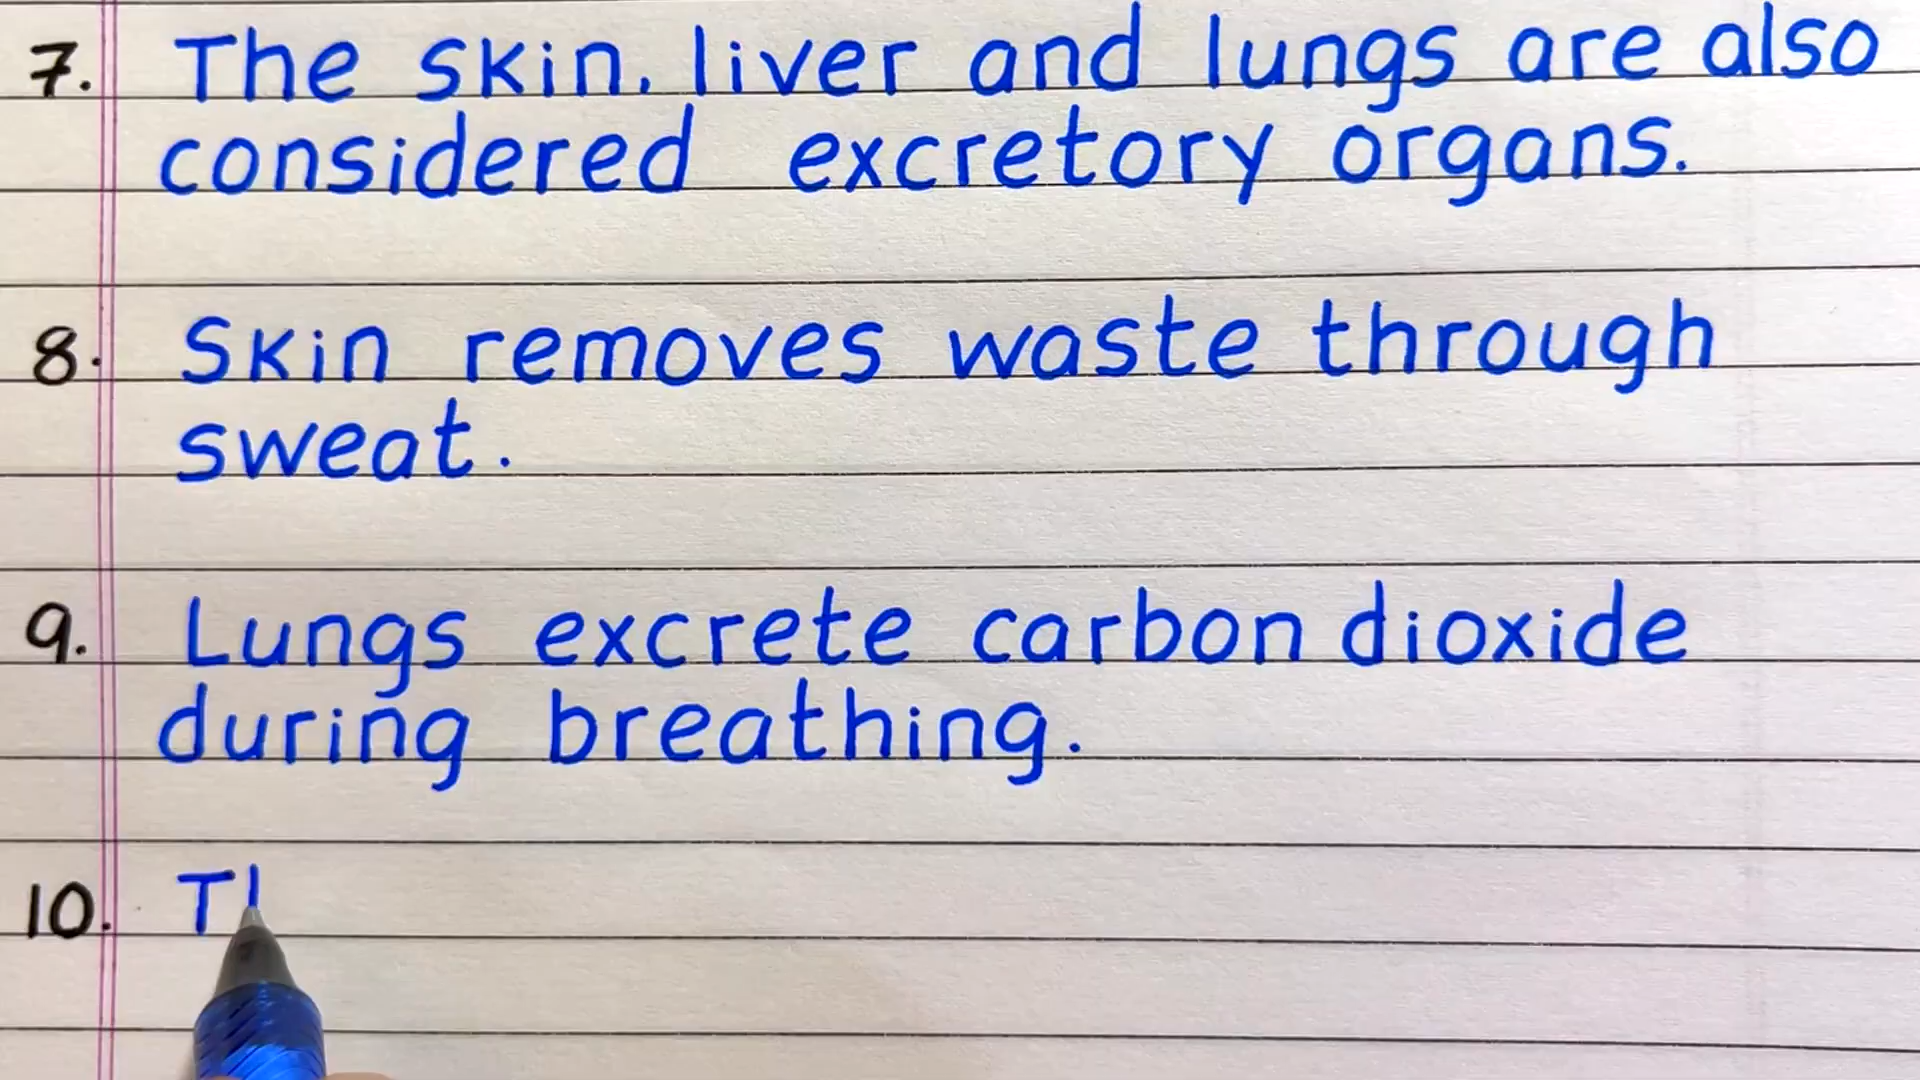 7. The skin, liver and lungs are also
considered excretory organs.
8. Skin removes waste through
sweat.
9. Lungs excrete carbon dioxide
during breathing.
10. T